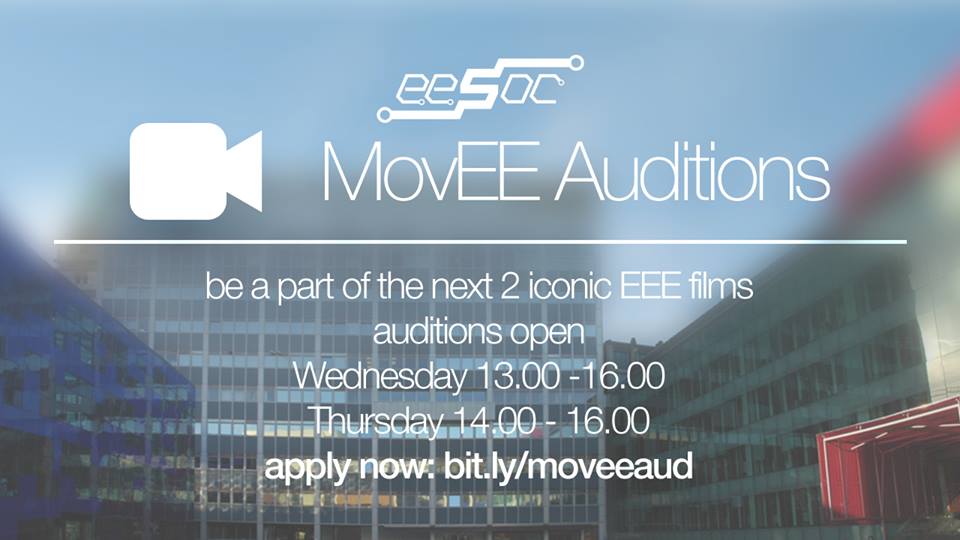 eesoc
MovEE Auditions
be a part of the next 2 iconic EEE films
auditions open
Wednesday 13.00 -16.00
Thursday 14.00 - 16.00
apply now: bit.ly/moveeaud